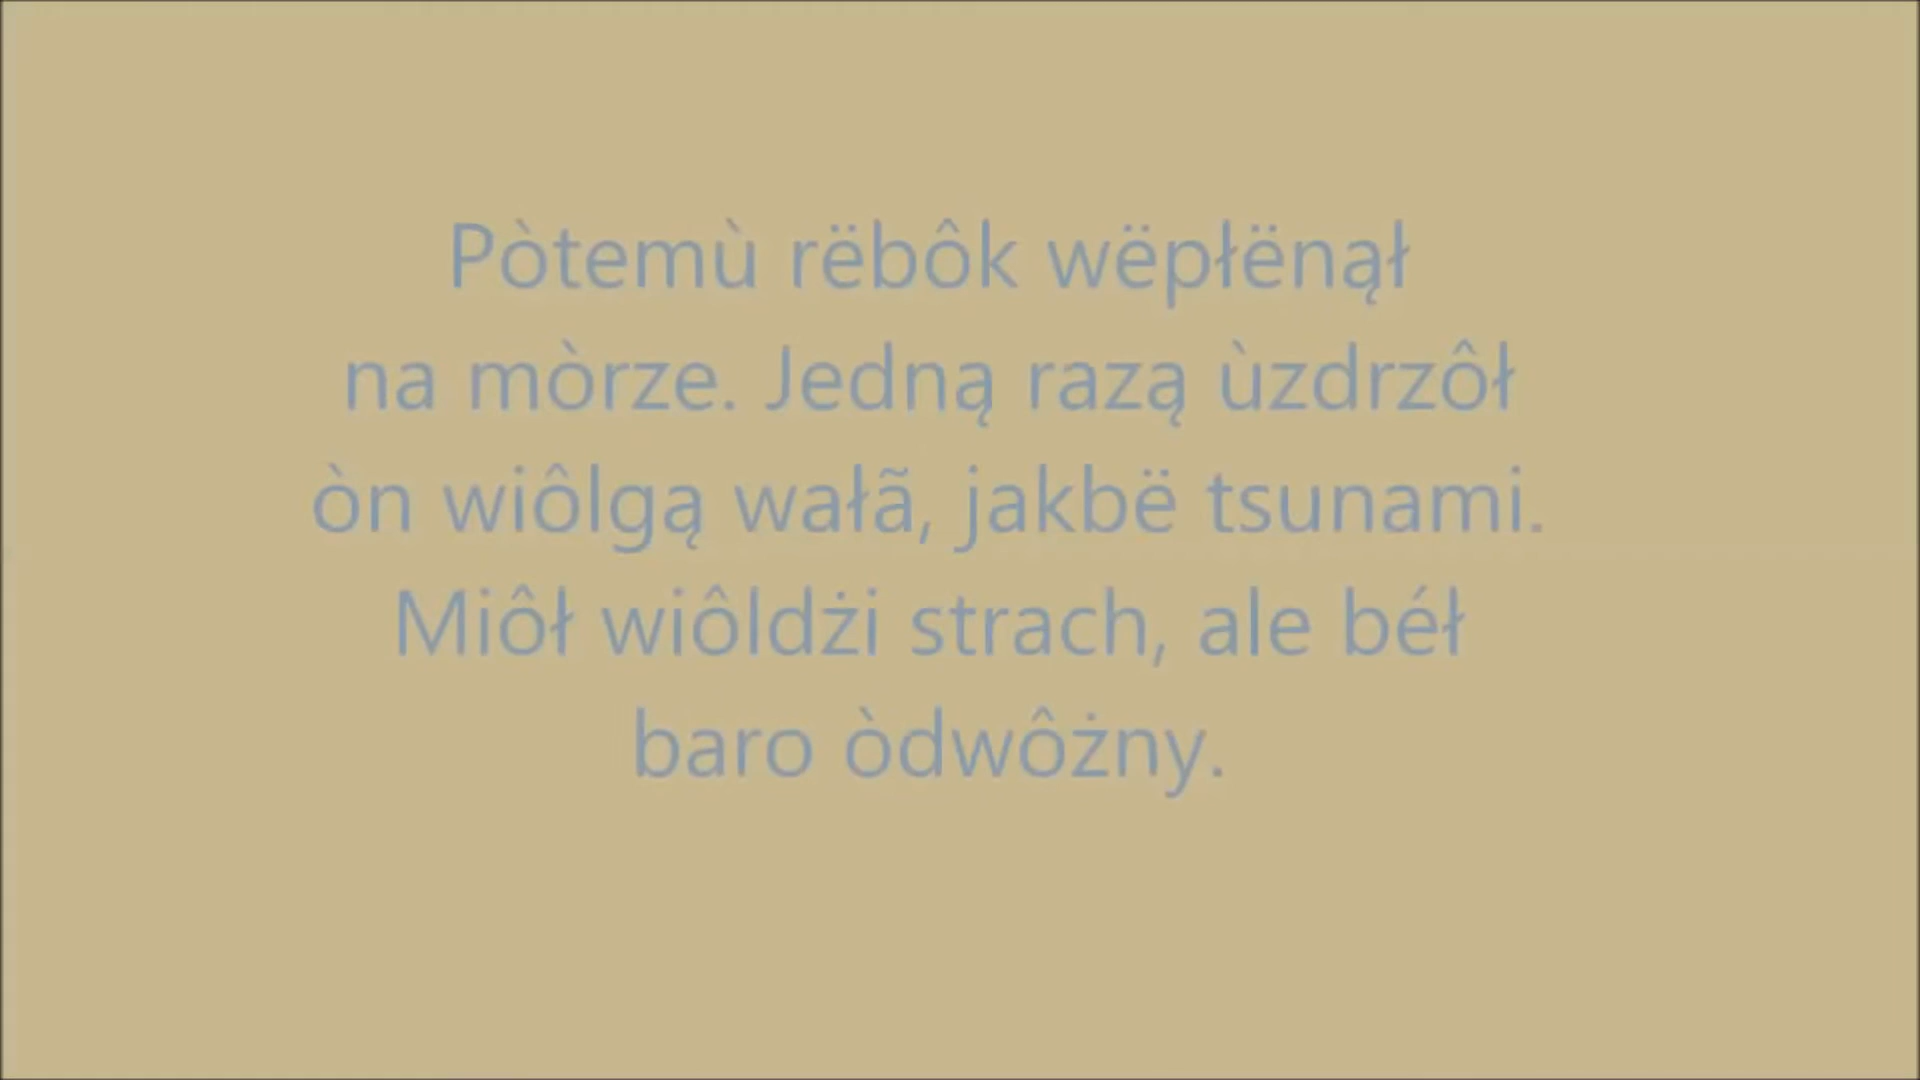 Pòtemù rëbôk wëpłënął
na mòrze. Jedną razą ùzdrzôł
òn wiôlgą wałã, jakbë tsunami.
Miôł wiôldżi strach, ale béł
baro òdwôżny.